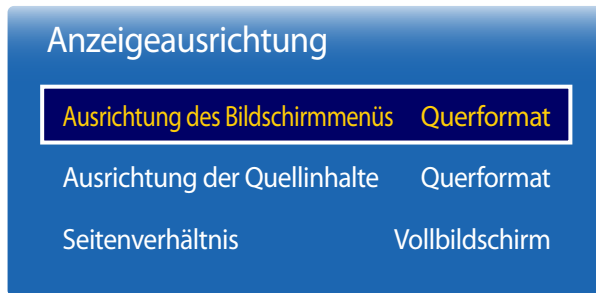 Anzeigeausrichtung
Ausrichtung des Bildschirmmenüs Querformat
Ausrichtung der Quellinhalte Querformat
Seitenverhältnis Vollbildschirm